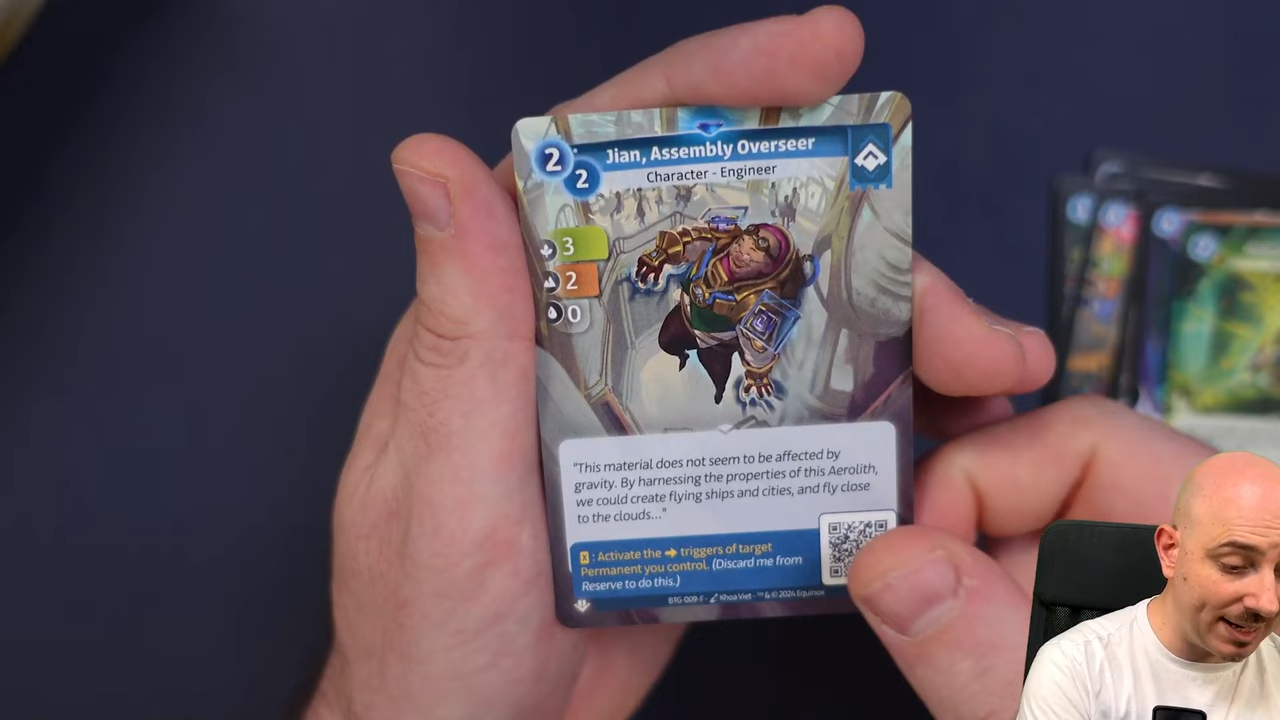 2
Jian, Assembly Overseer
2
Character - Engineer
3
2
0
"This material does not seem to be affected by
gravity. By harnessing the properties of this Aerolith,
we could create flying ships and cities, and fly close
to the clouds..."
X : Activate the ➡ triggers of target
Permanent you control. (Discard me from
Reserve to do this.)
BTG-009-F - Khoa Viet - ™ & © 2024 Equinox